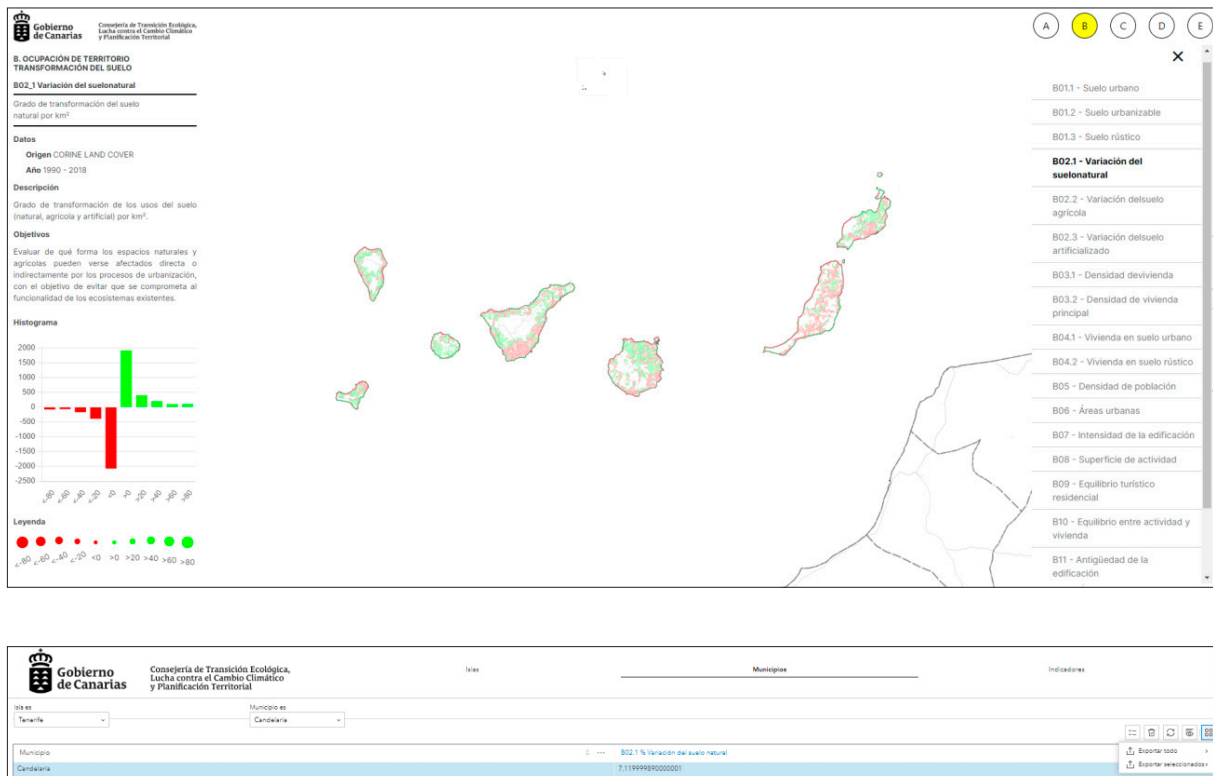 Gobierno
de Canarias
Consejería de Transición Ecológica,
Lucha contra el Cambio Climático
y Planificación Territorial
A B C D E
B. OCUPACIÓN DE TERRITORIO
TRANSFORMACIÓN DEL SUELO
B02_1 Variación del suelonatural
Grado de transformación del suelo
natural por km²
Datos
Origen CORINE LAND COVER
Año 1990 - 2018
Descripción
Grado de transformación de los usos del suelo
(natural, agrícola y artificial) por km².
Objetivos
Evaluar de qué forma los espacios naturales y
agrícolas pueden verse afectados directa o
indirectamente por los procesos de urbanización,
con el objetivo de evitar que se comprometa al
funcionalidad de los ecosistemas existentes.
Histograma
2000
1500
1000
500
0
-500
-1000
-1500
-2000
-2500
<-80 <-60 <-40 <-20 <0 >0 >20 >40 >60 >80
Leyenda
<-80 <-60 <-40 <-20 <0 >0 >20 >40 >60 >80
B01.1 - Suelo urbano
B01.2 - Suelo urbanizable
B01.3 - Suelo rústico
B02.1 - Variación del
suelonatural
B02.2 - Variación delsuelo
agrícola
B02.3 - Variación delsuelo
artificializado
B03.1 - Densidad devivienda
B03.2 - Densidad de vivienda
principal
B04.1 - Vivienda en suelo urbano
B04.2 - Vivienda en suelo rústico
B05 - Densidad de población
B06 - Áreas urbanas
B07 - Intensidad de la edificación
B08 - Superficie de actividad
B09 - Equilibrio turístico
residencial
B10 - Equilibrio entre actividad y
vivienda
B11 - Antigüedad de la
edificación
Gobierno
de Canarias
Consejería de Transición Ecológica,
Lucha contra el Cambio Climático
y Planificación Territorial
Islas Municipios Indicadores
Isla es Municipio es
Tenerife Candelaria
Municipio B02.1 % Variación del suelo natural
Exportar todo
Candelaria 7,119999890000001
Exportar seleccionados